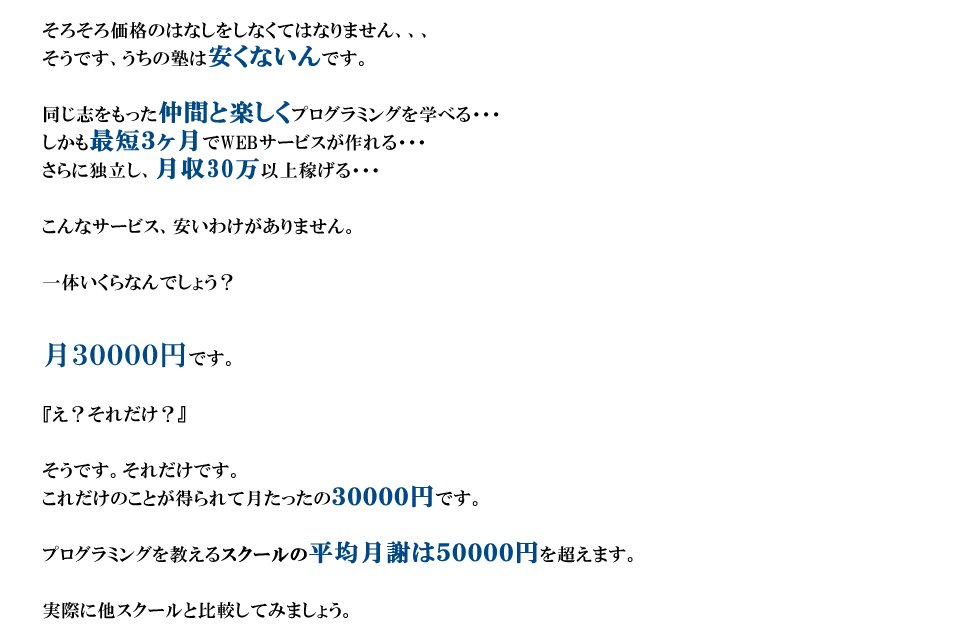 そろそろ価格のはなしをしなくてはなりません、、、
そうです、うちの塾は安くないんです。
同じ志をもった仲間と楽しくプログラミングを学べる・・・
しかも最短3ヶ月でWEBサービスが作れる・・・
さらに独立し、月収30万以上稼げる・・・
こんなサービス、安いわけがありません。
一体いくらなんでしょう？
月30000円です。
『え？それだけ？』
そうです。それだけです。
これだけのことが得られて月たったの30000円です。
プログラミングを教えるスクールの平均月謝は50000円を超えます。
実際に他スクールと比較してみましょう。